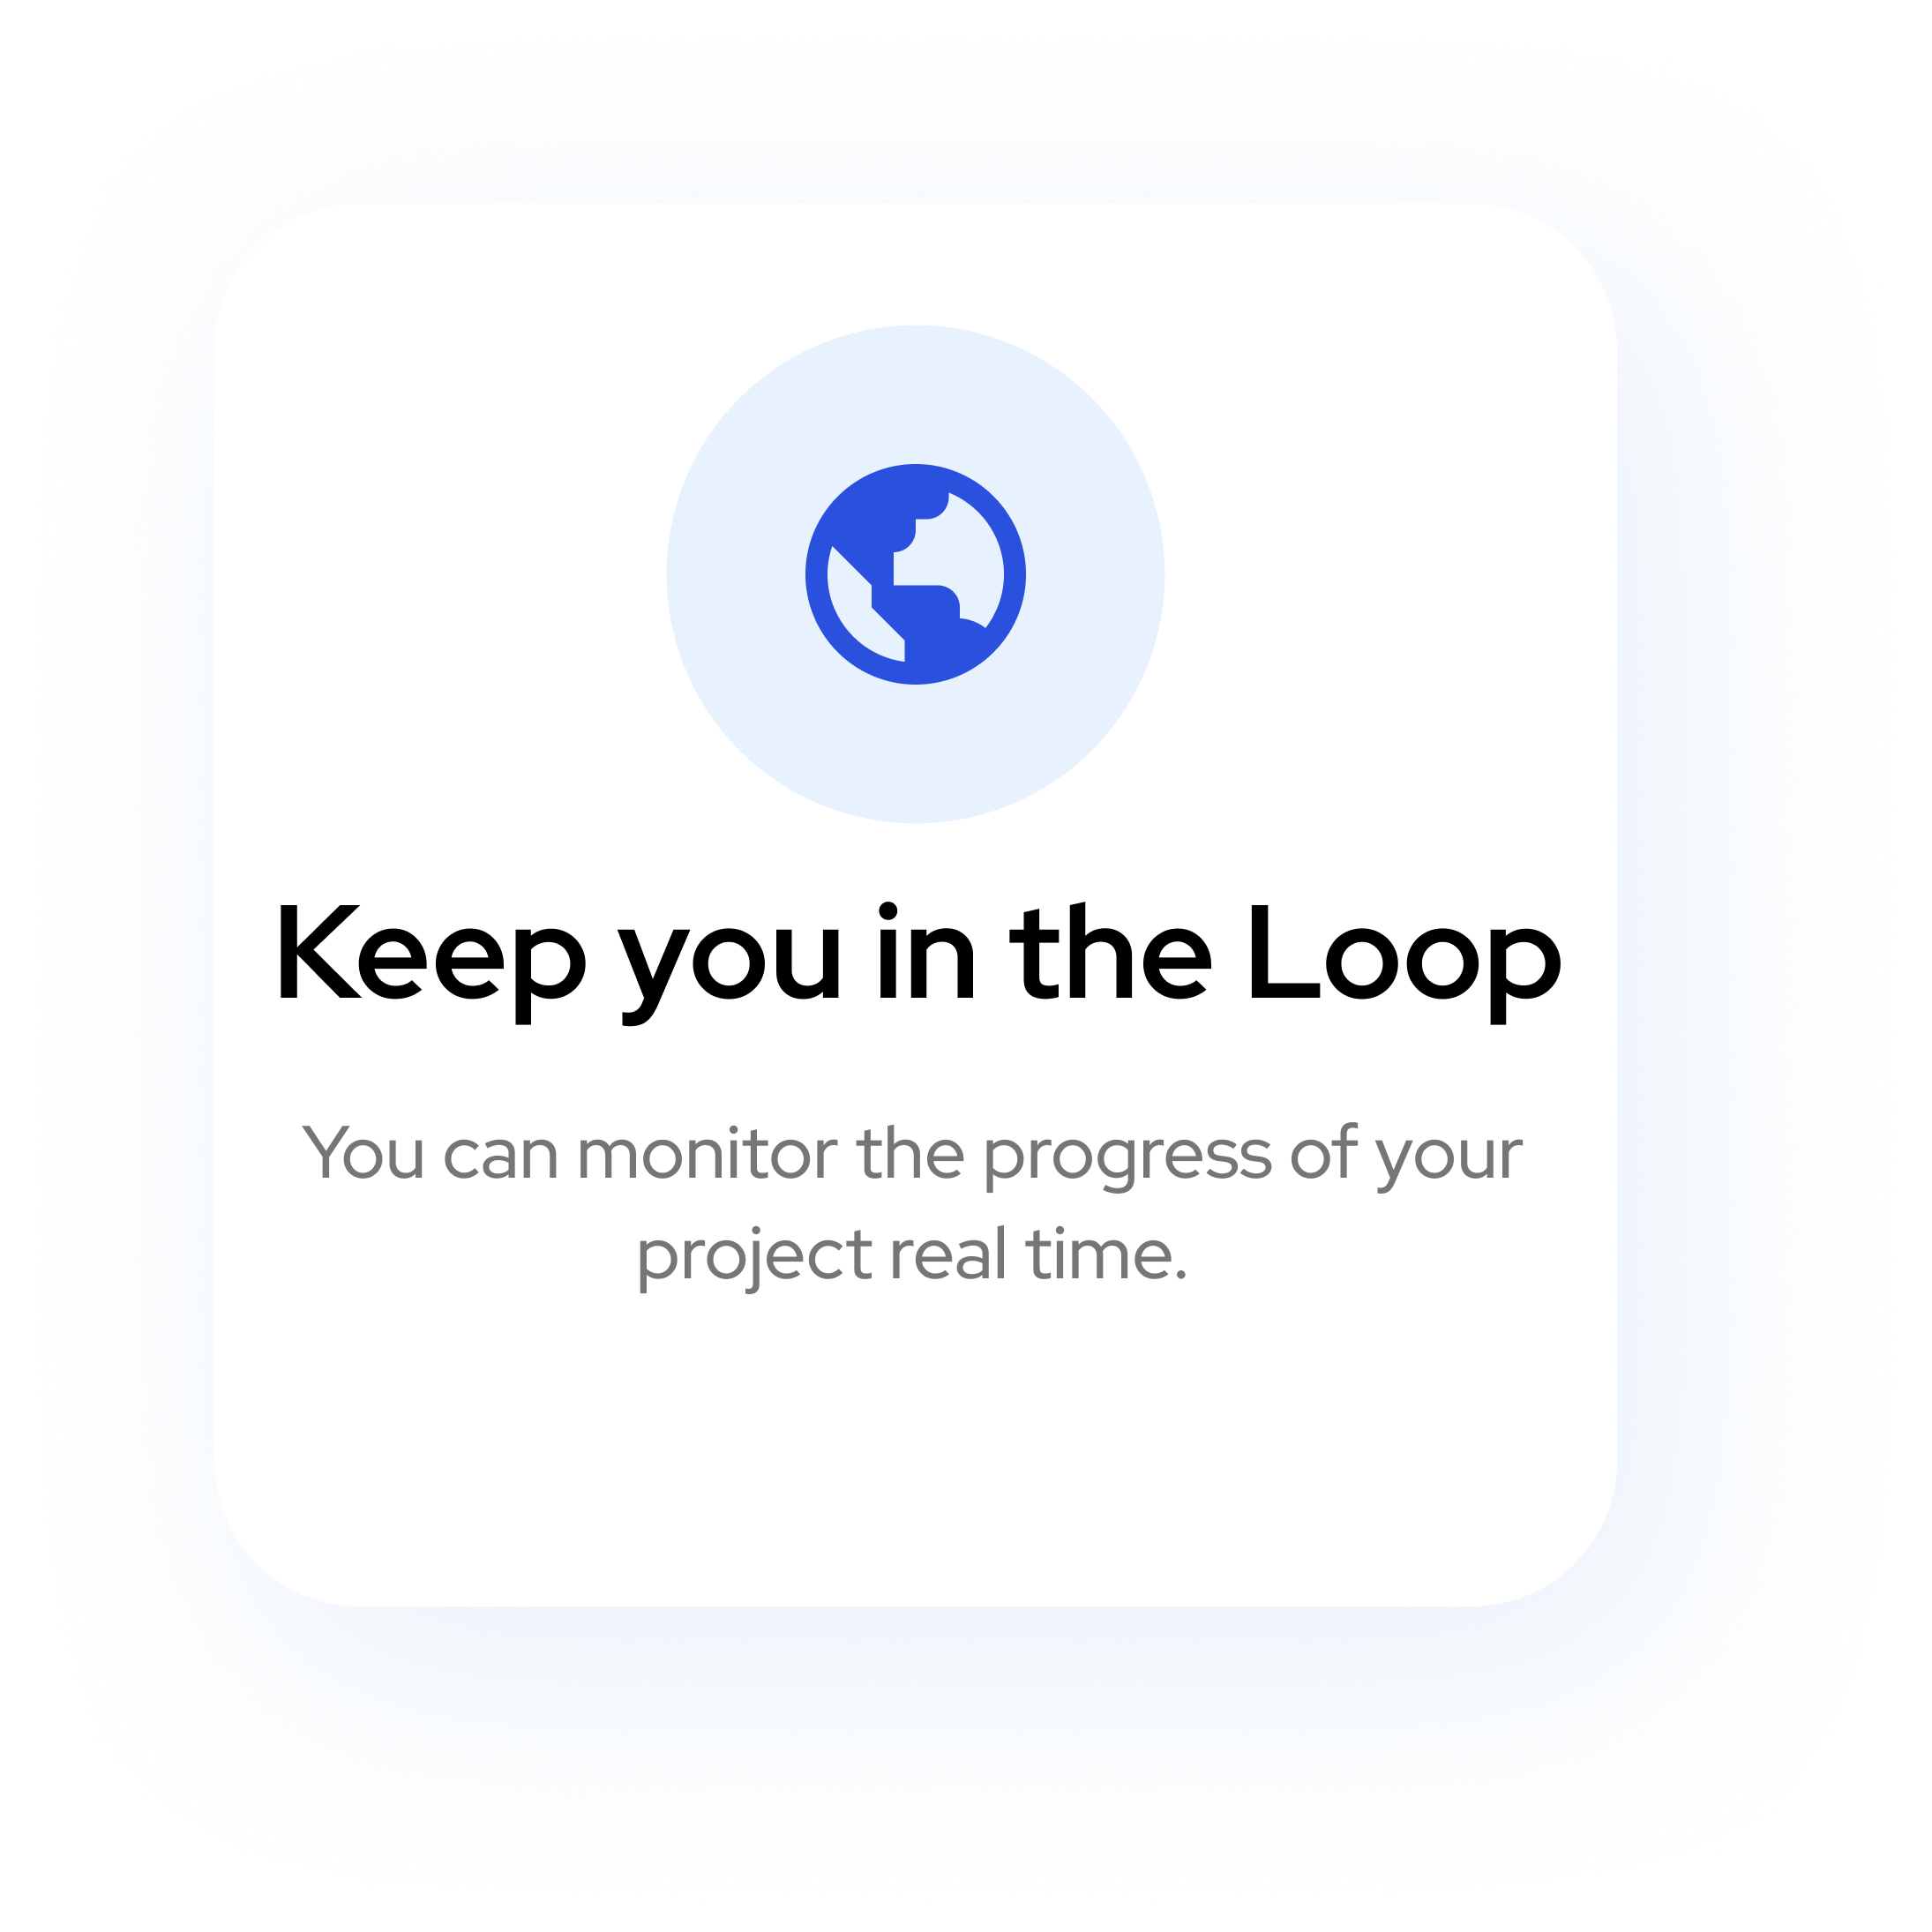 Keep you in the Loop
You can monitor the progress of your
project real time.